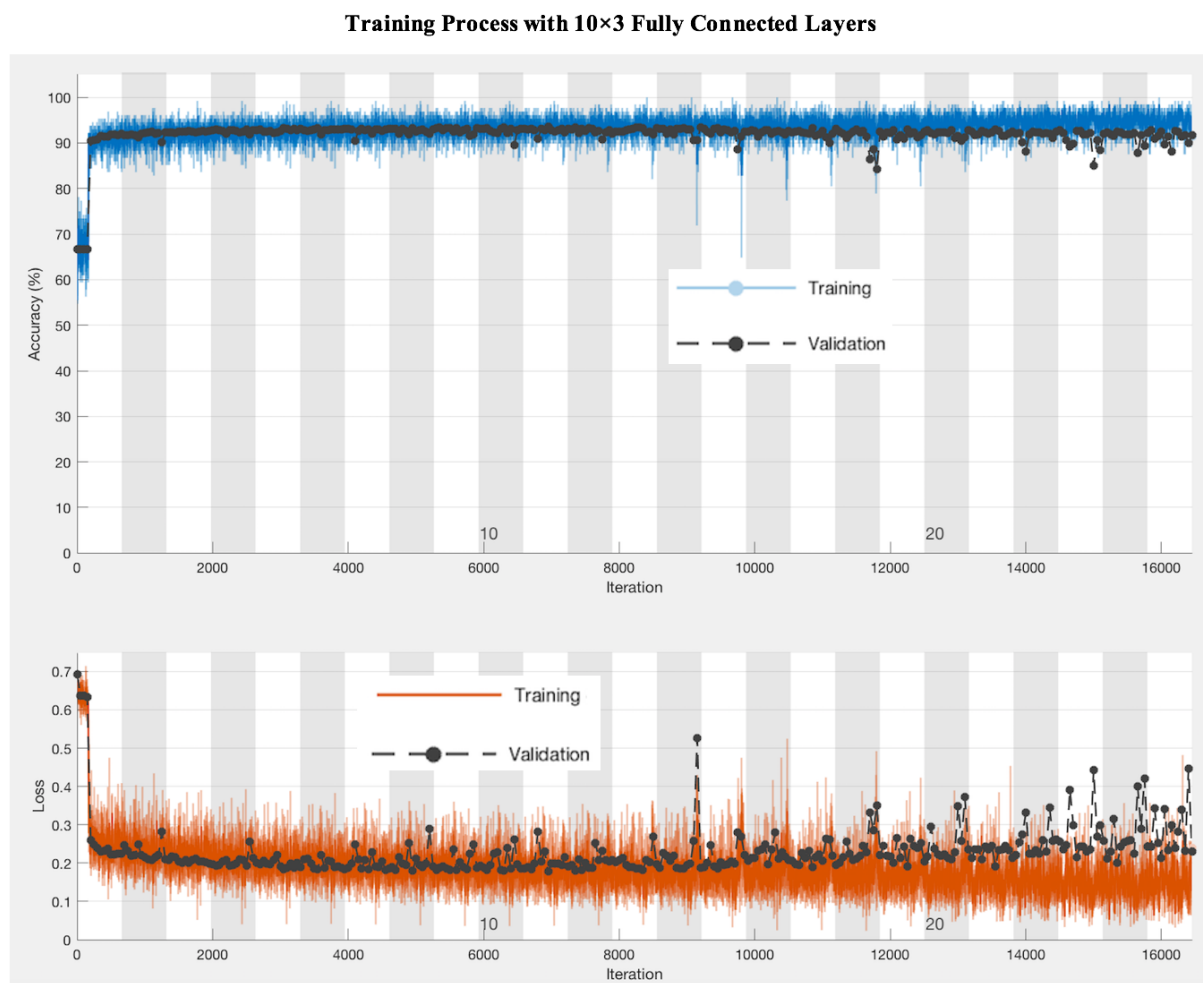 Training Process with 10×3 Fully Connected Layers
100
90
80
70
60
50
40
30
20
10
0
Accuracy (%)
Training
Validation
10
20
0 2000 4000 6000 8000 10000 12000 14000 16000
Iteration
0.7
0.6
0.5
0.4
0.3
0.2
0.1
0
Loss
Training
Validation
10
20
0 2000 4000 6000 8000 10000 12000 14000 16000
Iteration